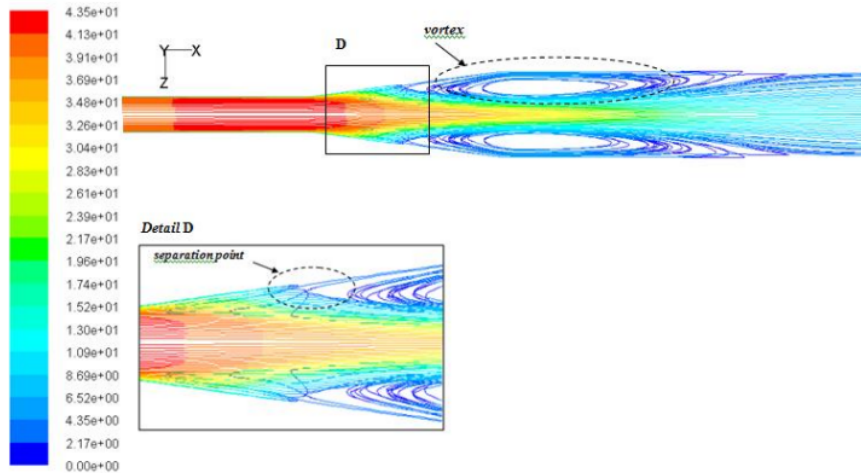 4.35e+01
4.13e+01
3.91e+01
3.69e+01
3.48e+01
3.26e+01
3.04e+01
2.83e+01
2.61e+01
2.39e+01
2.17e+01
1.96e+01
1.74e+01
1.52e+01
1.30e+01
1.09e+01
8.69e+00
6.52e+00
4.35e+00
2.17e+00
0.00e+00
Y X
Z
D
vortex
Detail D
separation point